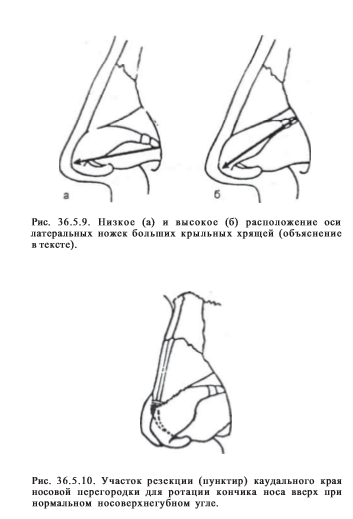 а
б
Рис. 36.5.9. Низкое (а) и высокое (б) расположение оси
латеральных ножек больших крыльных хрящей (объяснение
в тексте).
Рис. 36.5.10. Участок резекции (пунктир) каудального края
носовой перегородки для ротации кончика носа вверх при
нормальном носоверхнегубном угле.